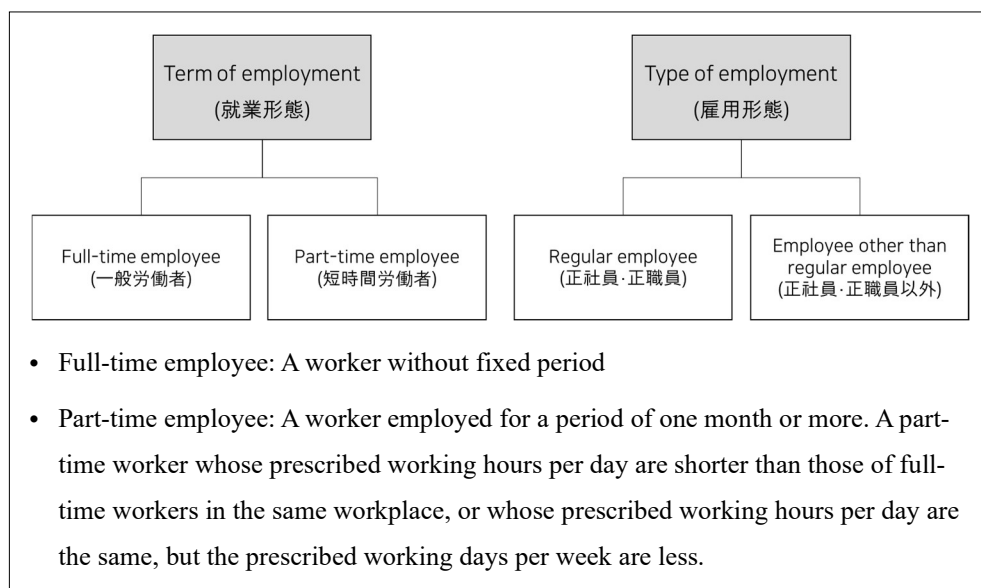 Term of employment
(就業形態)
Type of employment
(雇用形態)
Full-time employee
(一般労働者)
Part-time employee
(短時間労働者)
Regular employee
(正社員·正職員)
Employee other than
regular employee
(正社員·正職員以外)
• Full-time employee: A worker without fixed period
• Part-time employee: A worker employed for a period of one month or more. A part-
time worker whose prescribed working hours per day are shorter than those of full-
time workers in the same workplace, or whose prescribed working hours per day are
the same, but the prescribed working days per week are less.